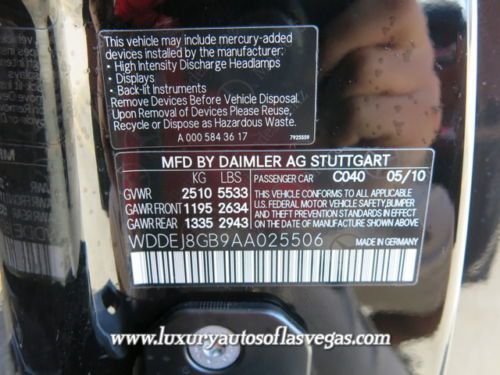 This vehicle may include mercury-added
devices installed by the manufacturer:
• High Intensity Discharge Headlamps
• Displays
• Back-lit Instruments
Remove Devices Before Vehicle Disposal.
Upon Removal of Devices Please Reuse,
Recycle or Dispose as Hazardous Waste.
A 000 584 36 17
MFD BY DAIMLER AG STUTTGART
KG LBS PASSENGER CAR C040 05/10
GVWR 2510 5533
GAWR FRONT 1195 2634
GAWR REAR 1335 2943
THIS VEHICLE CONFORMS TO ALL APPLICABLE
U.S. FEDERAL MOTOR VEHICLE SAFETY,BUMPER
AND THEFT PREVENTION STANDARDS IN EFFECT
ON THE DATE OF MANUFACTURE SHOWN ABOVE
WDDEJ8GB9AA025506
MADE IN GERMANY
www.luxuryautosoflasvegas.com